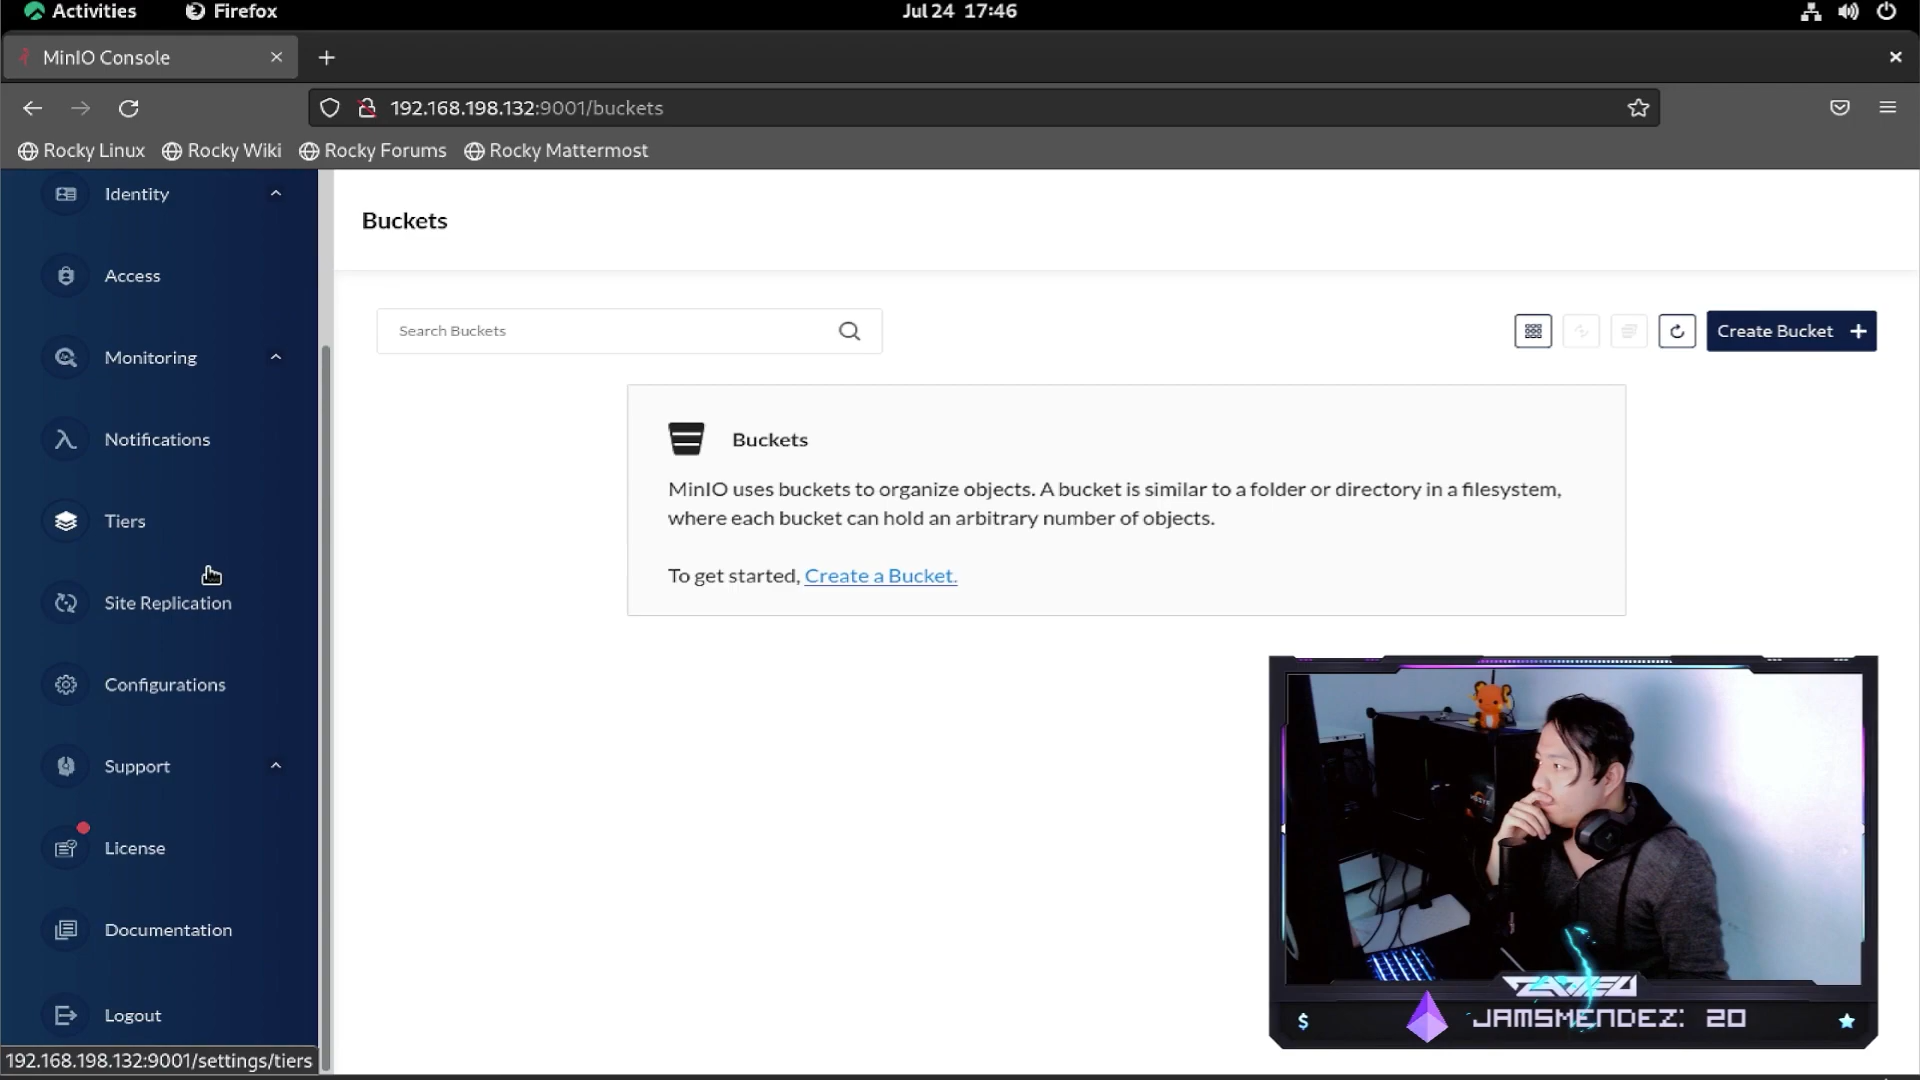 Activities
Firefox
Jul 24 17:46
MinIO Console
192.168.198.132:9001/buckets
Rocky Linux
Rocky Wiki
Rocky Forums
Rocky Mattermost
Identity
Access
Monitoring
Notifications
Tiers
Site Replication
Configurations
Support
License
Documentation
Logout
192.168.198.132:9001/settings/tiers
Buckets
Search Buckets
Create Bucket +
Buckets
MinIO uses buckets to organize objects. A bucket is similar to a folder or directory in a filesystem,
where each bucket can hold an arbitrary number of objects.
To get started, Create a Bucket.
$
JAMSMENDEZ: 20